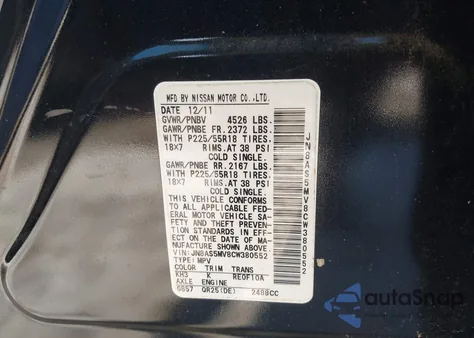 MFD BY NISSAN MOTOR CO.,LTD.
DATE 12/11
GVWR/PNBV 4526 LBS.
GAWR/PNBE FR. 2372 LBS.
WITH P225/55R18 TIRES
18X7 RIMS. AT 38 PSI
COLD SINGLE.
GAWR/PNBE RR. 2167 LBS.
WITH P225/55R18 TIRES,
18X7 RIMS. AT 38 PSI
COLD SINGLE.
THIS VEHICLE CONFORMS
TO ALL APPLICABLE FED-
ERAL MOTOR VEHICLE SA-
FETY AND THEFT PREVENT-
ION STANDARDS IN EFF-
ECT ON THE DATE OF MA-
NUFACTURE SHOWN ABOVE.
VIN: JN8AS5MV8CW380552
TYPE: MPV
COLOR TRIM TRANS
KH3 K RE0F10A
AXLE ENGINE
GB57 QR25(DE) 2488CC
JN8AS5MV8CW380552
autoSnap